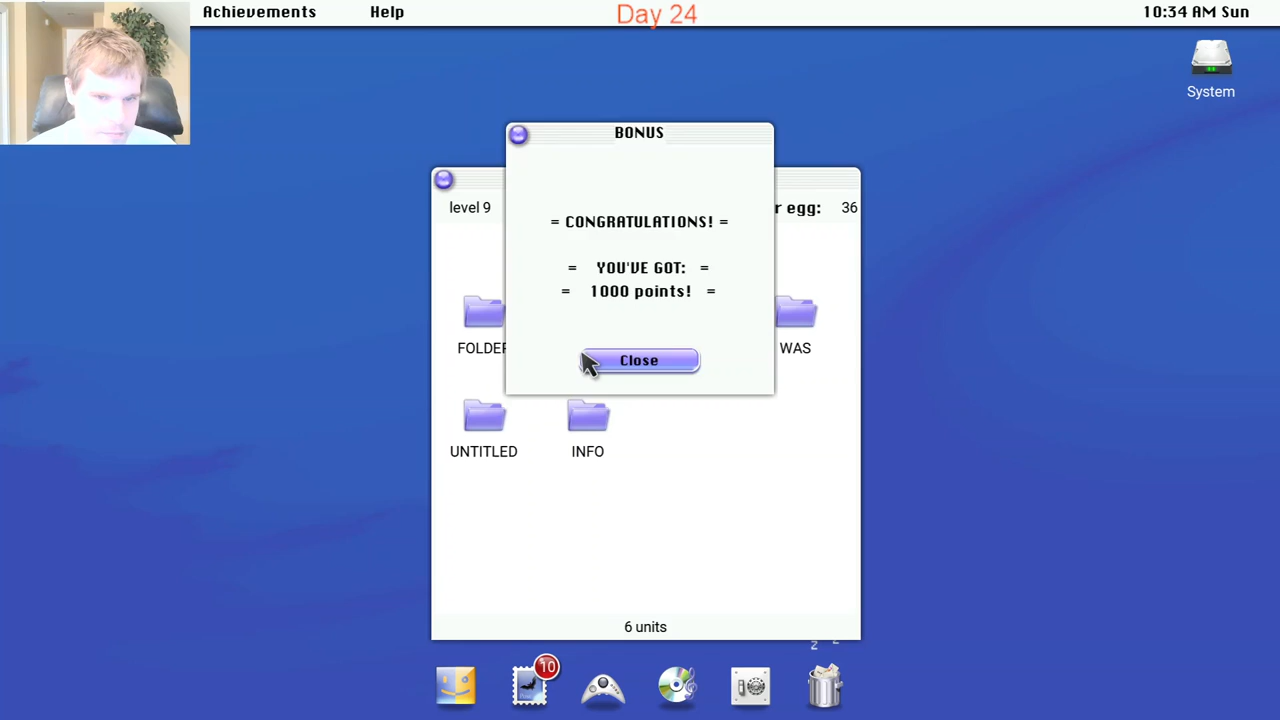 Achievements Help Day 24 10:34 AM Sun
System
BONUS
level 9 r egg: 36
= CONGRATULATIONS! =
= YOU'VE GOT: =
= 1000 points! =
FOLDER WAS
Close
UNTITLED INFO
6 units
z z
10